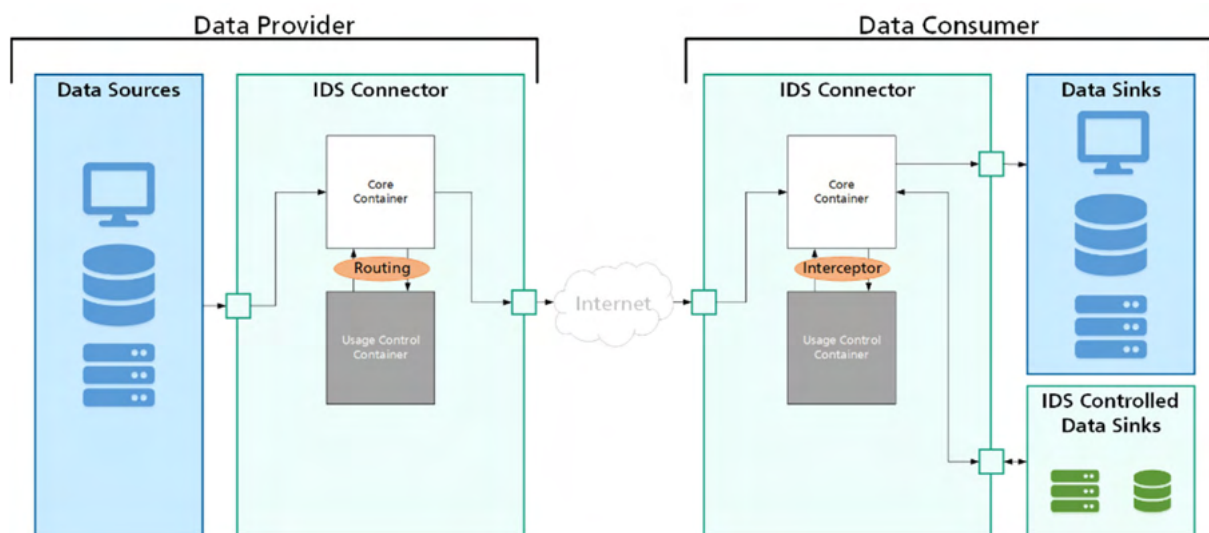 Data Provider
Data Consumer
Data Sources
IDS Connector
IDS Connector
Data Sinks
Core
Container
Core
Container
Routing
Interceptor
Internet
Usage Control
Container
Usage Control
Container
IDS Controlled
Data Sinks